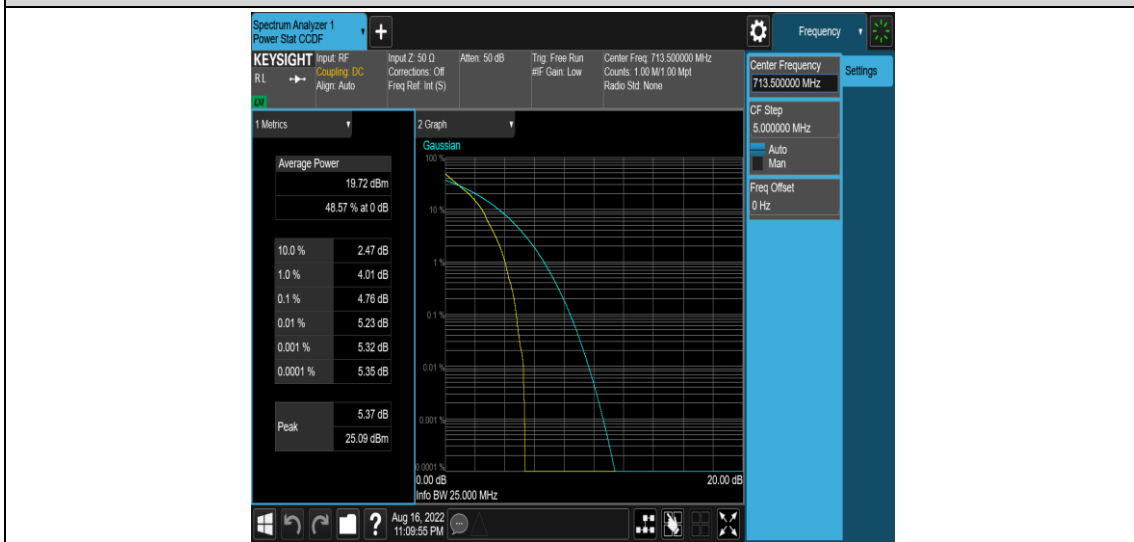 Spectrum Analyzer 1
Power Stat CCDF
+
Frequency
KEYSIGHT
RL
LXI
Input: RF
Coupling: DC
Align: Auto
Input Z: 50 Ω
Corrections: Off
Freq Ref: Int (S)
Atten: 50 dB
Trig: Free Run
#IF Gain: Low
Center Freq: 713.500000 MHz
Counts: 1.00 M/1.00 Mpt
Radio Std: None
Center Frequency
713.500000 MHz
Settings
CF Step
5.000000 MHz
Auto
Man
Freq Offset
0 Hz
1 Metrics
Average Power
19.72 dBm
48.57 % at 0 dB
10.0 % 2.47 dB
1.0 % 4.01 dB
0.1 % 4.76 dB
0.01 % 5.23 dB
0.001 % 5.32 dB
0.0001 % 5.35 dB
Peak
5.37 dB
25.09 dBm
2 Graph
Gaussian
100 %
10 %
1 %
0.1 %
0.01 %
0.001 %
0.0001 %
0.00 dB
20.00 dB
Info BW 25.000 MHz
?
Aug 16, 2022
11:09:55 PM